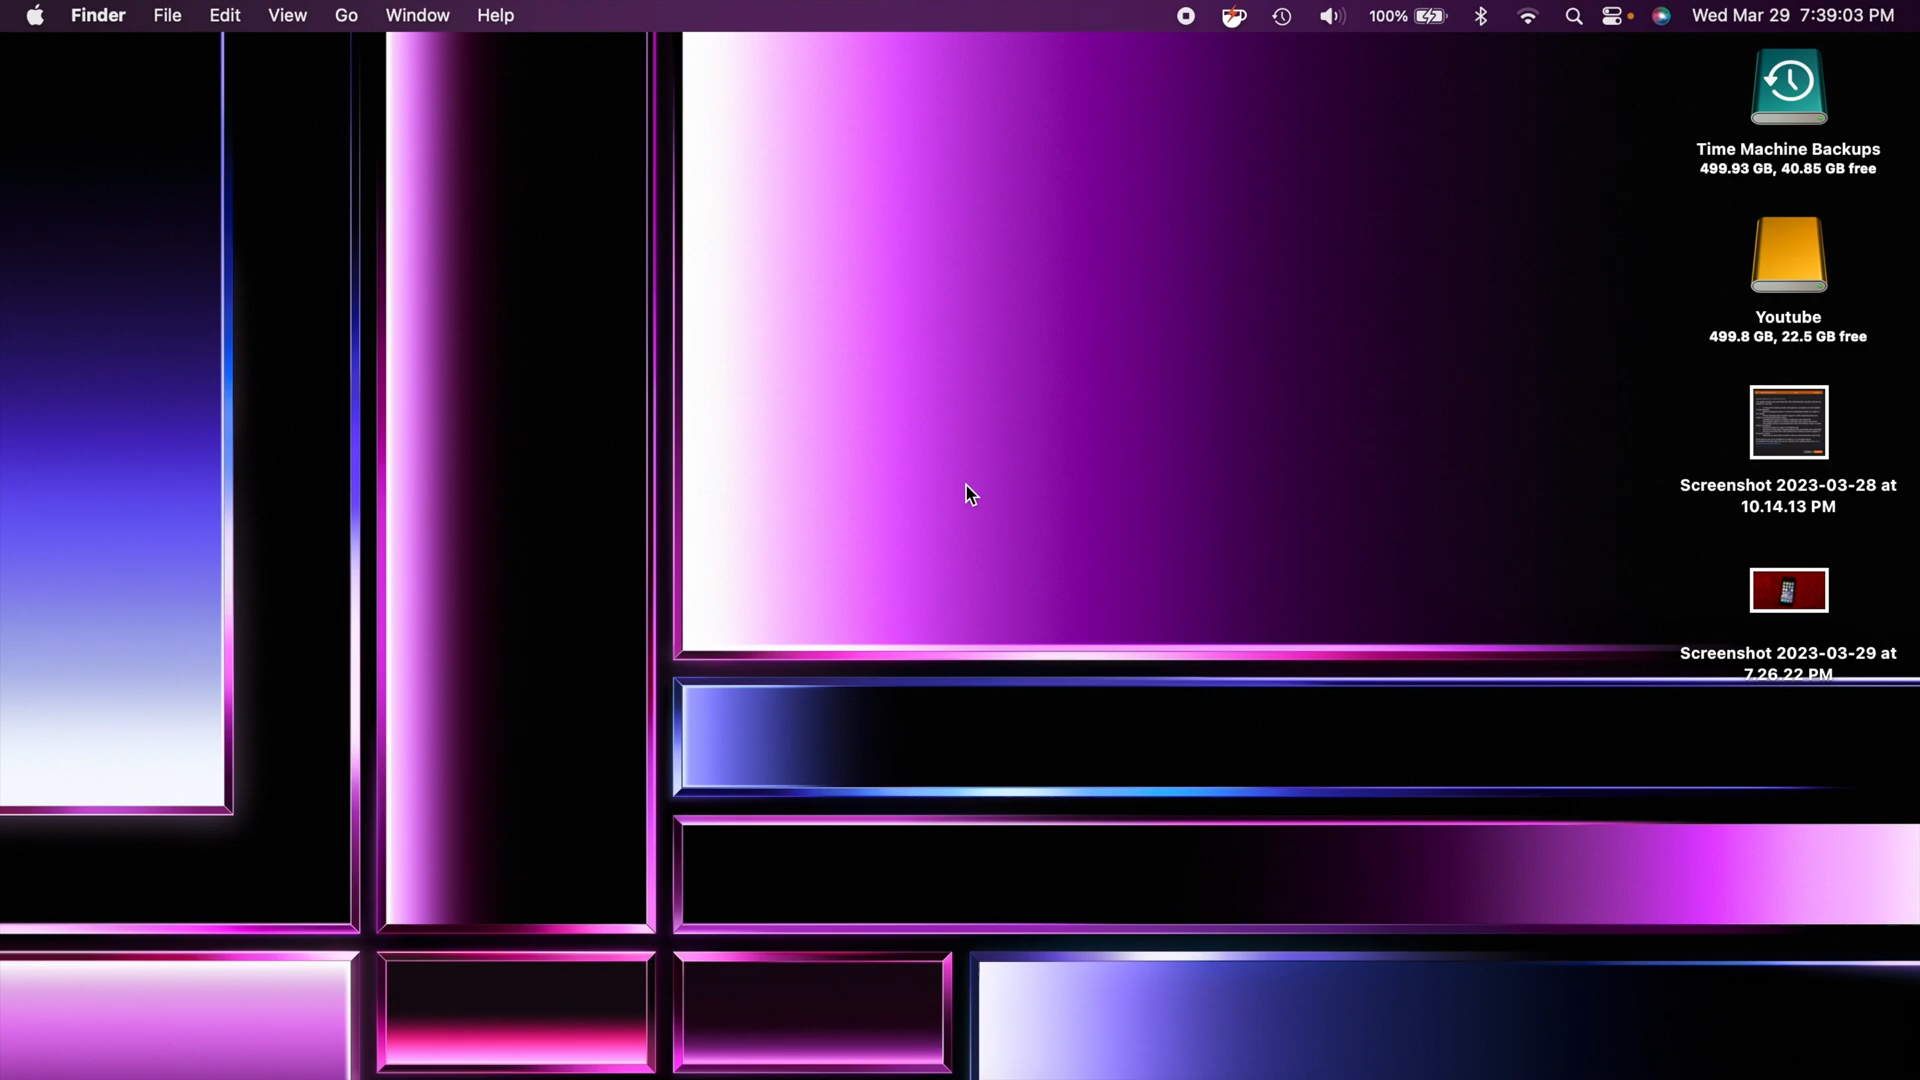 Finder File Edit View Go Window Help 100% Wed Mar 29 7:39:03 PM
Time Machine Backups
499.93 GB, 40.85 GB free
Youtube
499.8 GB, 22.5 GB free
Screenshot 2023-03-28 at
10.14.13 PM
Screenshot 2023-03-29 at
7.26.22 PM